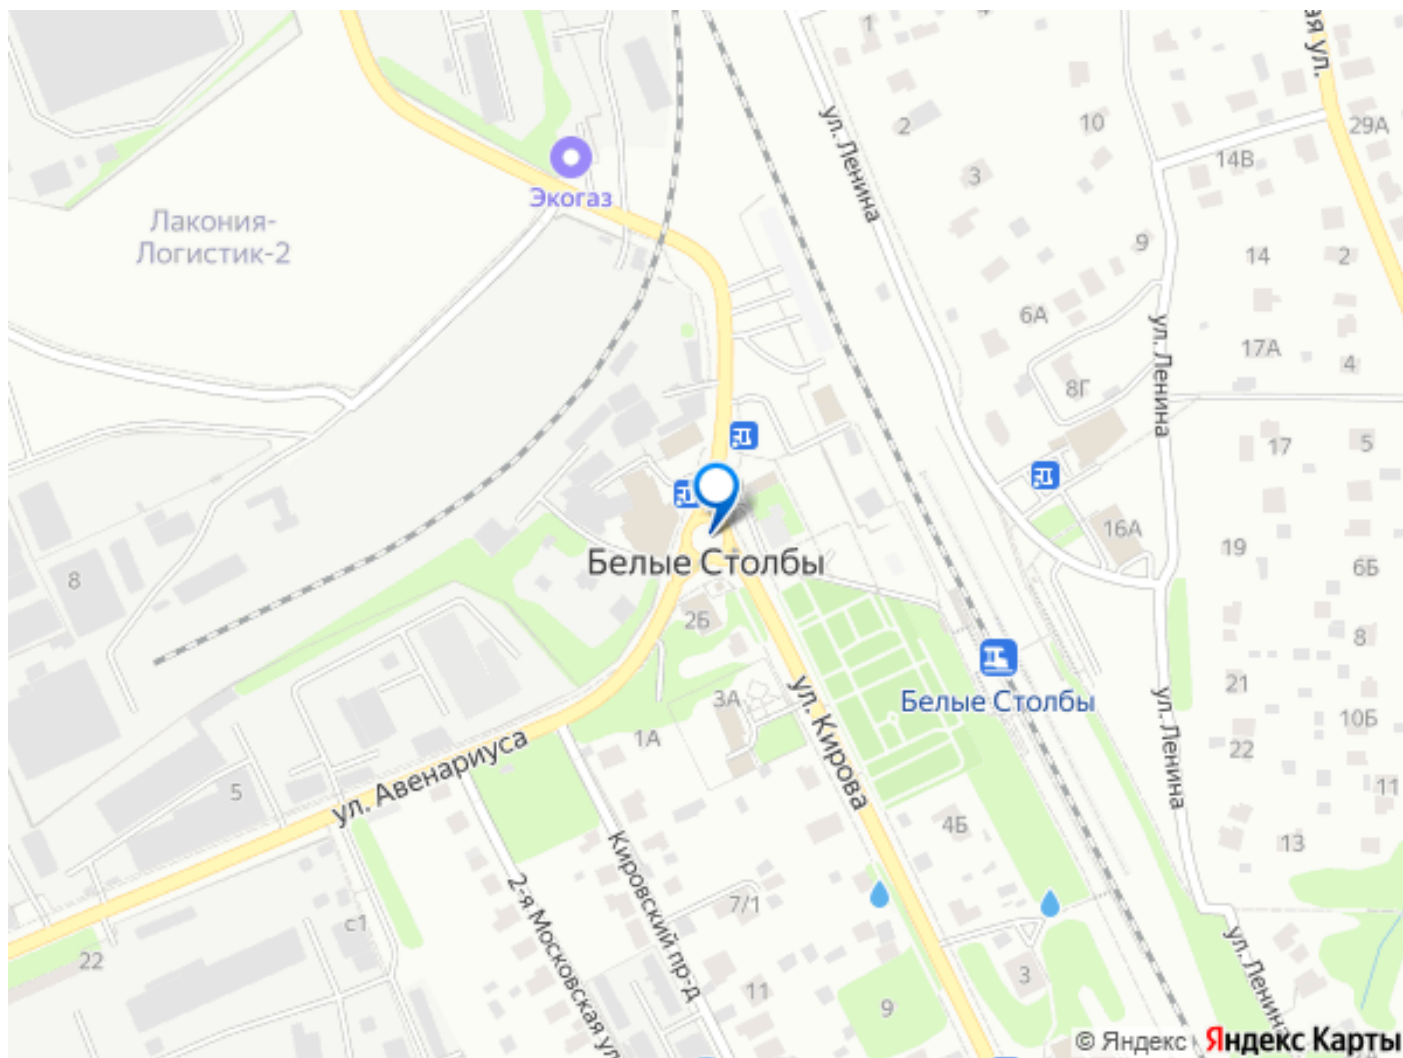 1
ул. Ленина
2
10
29А
14В
3
Экогаз
Лакония-
Логистик-2
9
14
2
6А
ул. Ленина
17А
4
8Г
17
5
16А
19
6Б
Белые Столбы
8
2Б
8
21
3А
ул. Кирова
Белые Столбы
ул. Ленина
10Б
22
1А
ул. Авенариуса
5
11
4Б
13
Кировский пр-д
2-я Московская ул
7/1
с1
22
ул. Ленина
3
11
9
© Яндекс
Яндекс Карты